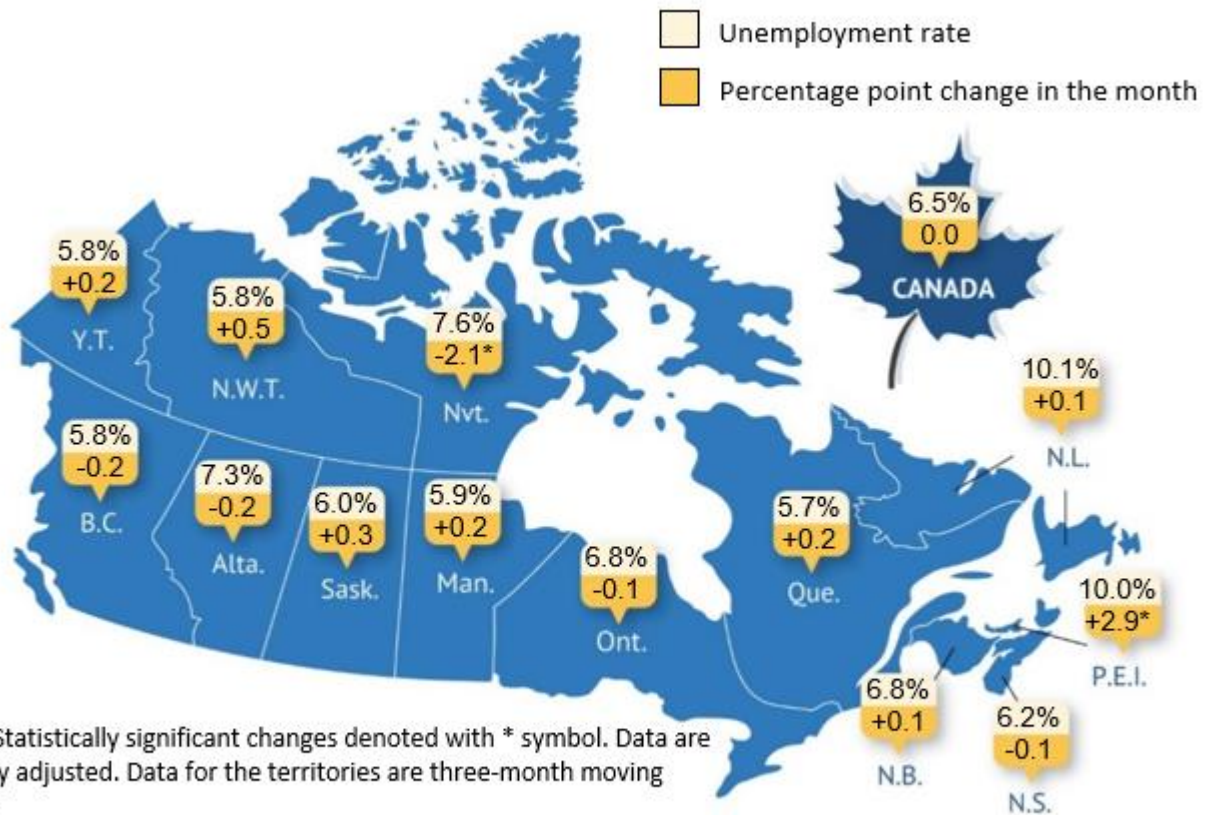 Unemployment rate
Percentage point change in the month
6.5%
0.0
CANADA
5.8%
+0.2
Y.T.
5.8%
+0.5
N.W.T.
7.6%
-2.1*
Nvt.
10.1%
+0.1
N.L.
5.8%
-0.2
B.C.
7.3%
-0.2
Alta.
6.0%
+0.3
Sask.
5.9%
+0.2
Man.
6.8%
-0.1
Ont.
5.7%
+0.2
Que.
10.0%
+2.9*
P.E.I.
6.8%
+0.1
N.B.
6.2%
-0.1
N.S.
Statistically significant changes denoted with * symbol. Data are
y adjusted. Data for the territories are three-month moving